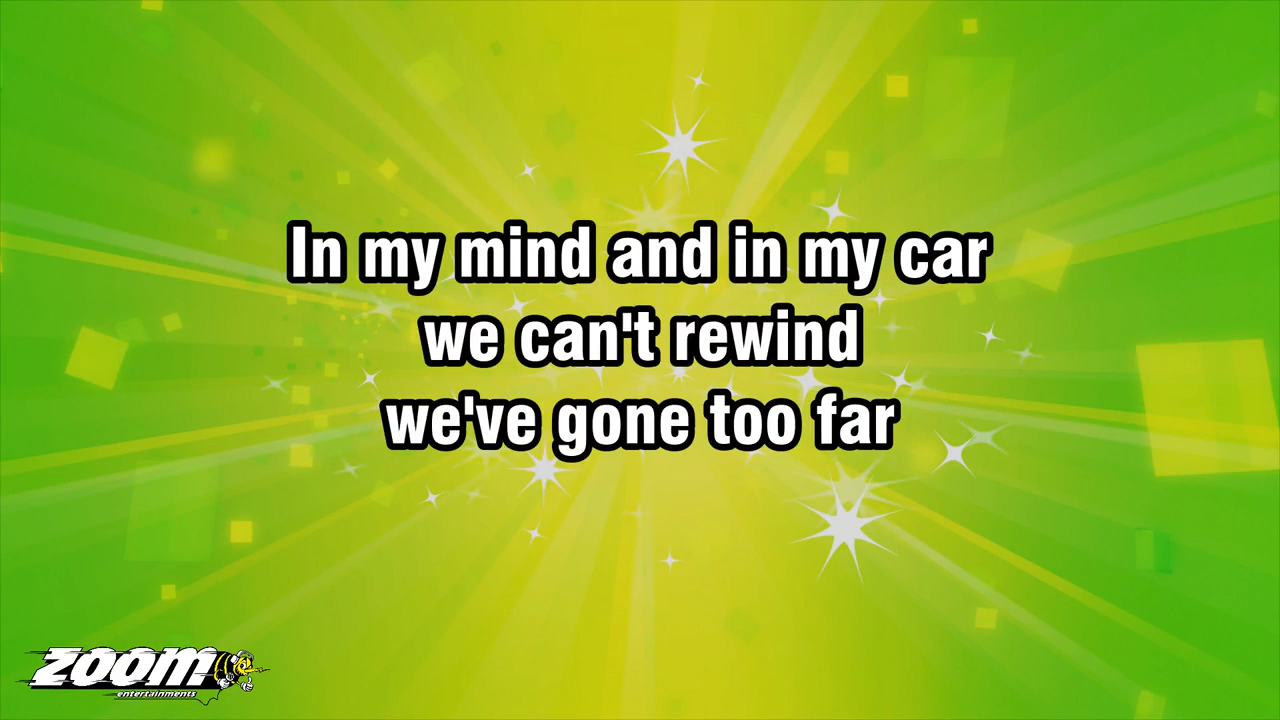 In my mind and in my car
we can't rewind
we've gone too far
zoom
entertainments